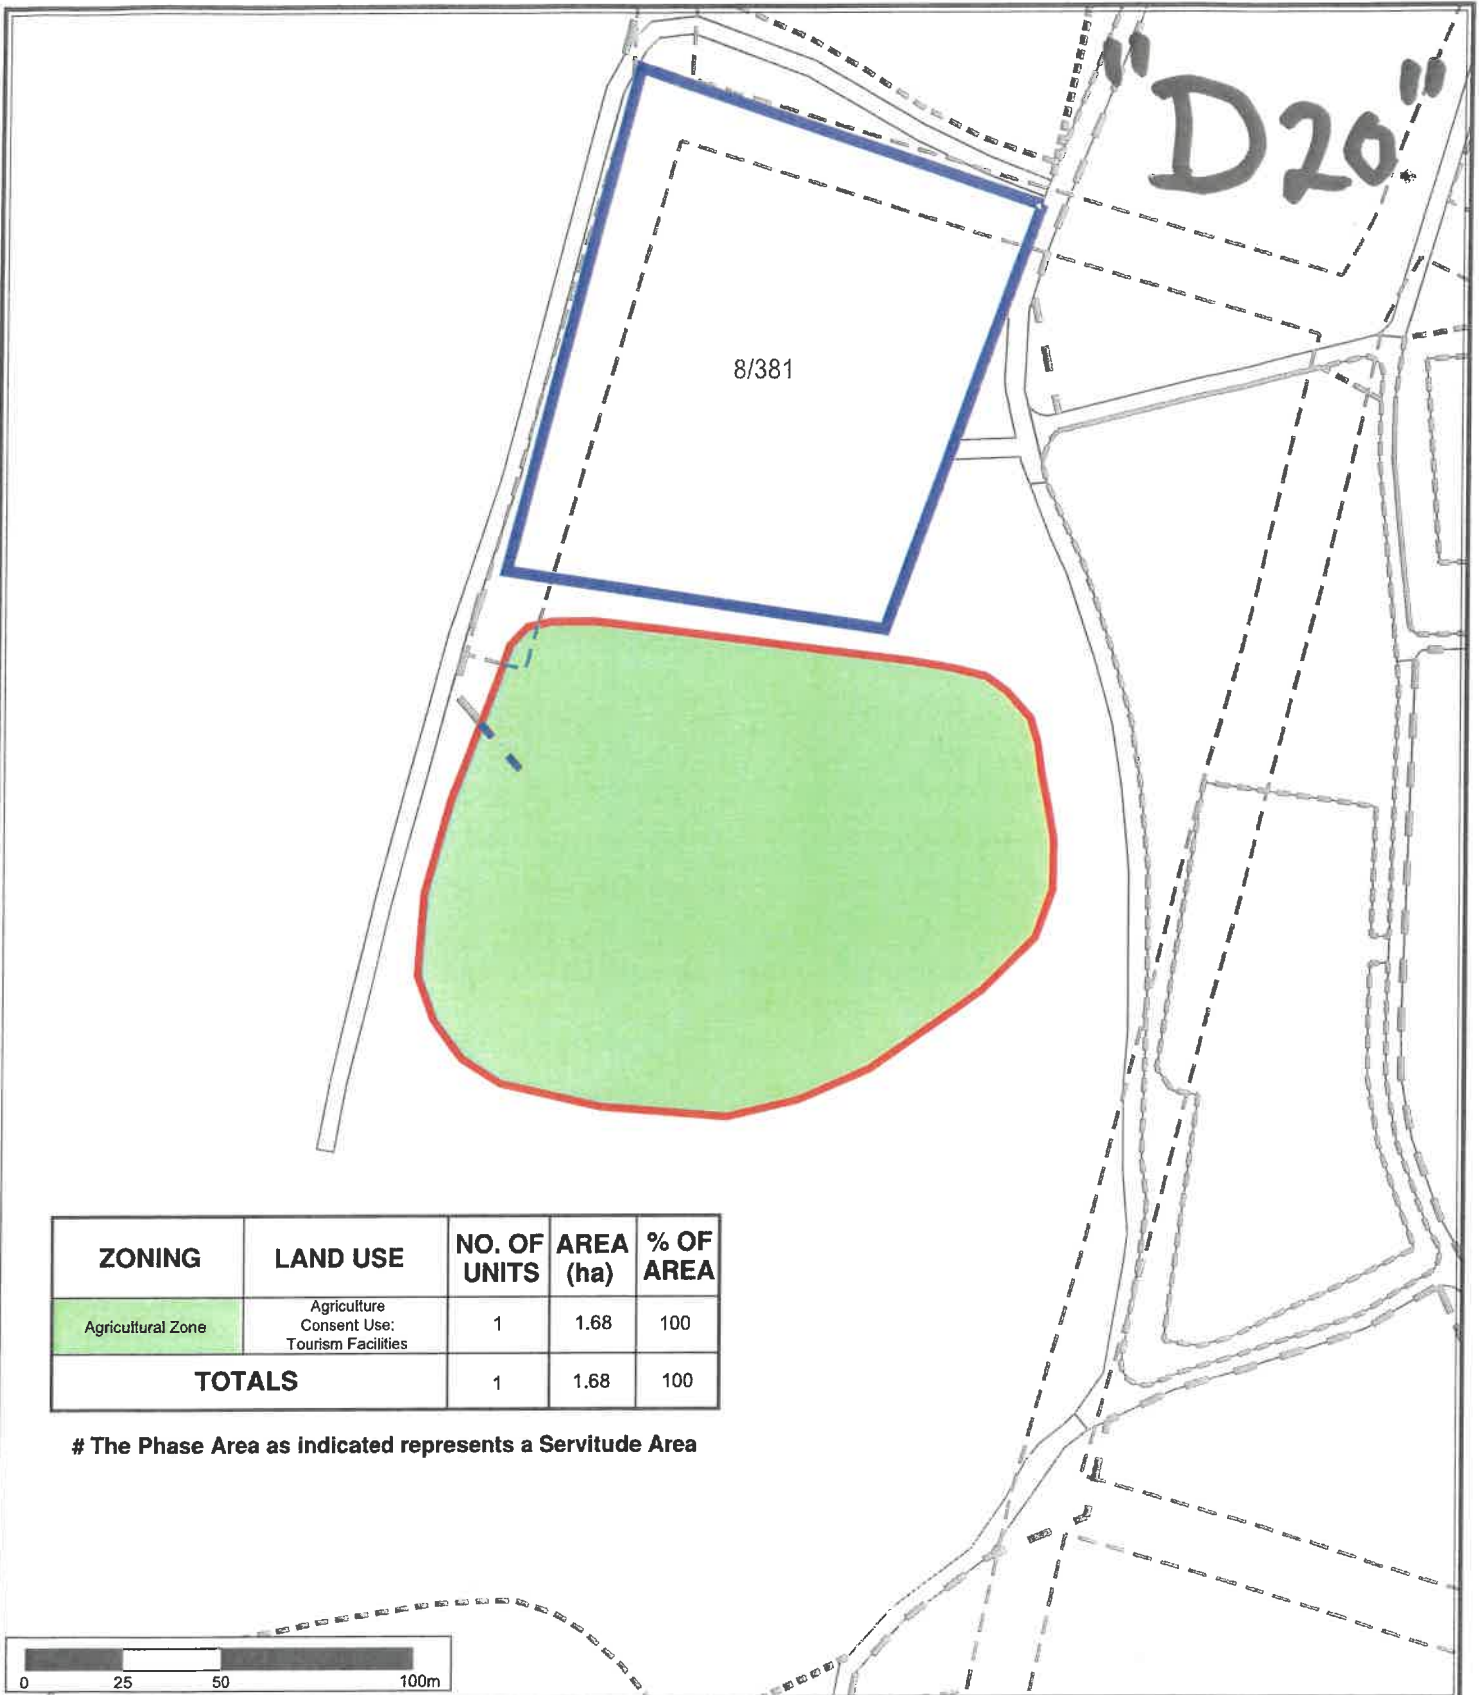 "D20"
8/381
ZONING LAND USE NO. OF UNITS AREA (ha) % OF AREA
Agricultural Zone Agriculture Consent Use: Tourism Facilities 1 1.68 100
TOTALS 1 1.68 100
# The Phase Area as indicated represents a Servitude Area
0 25 50 100m